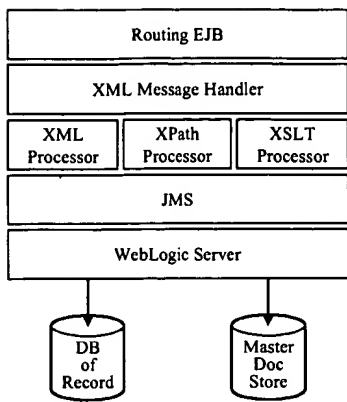 Routing EJB
XML Message Handler
XML
Processor
XPath
Processor
XSLT
Processor
JMS
WebLogic Server
DB
of
Record
Master
Doc
Store